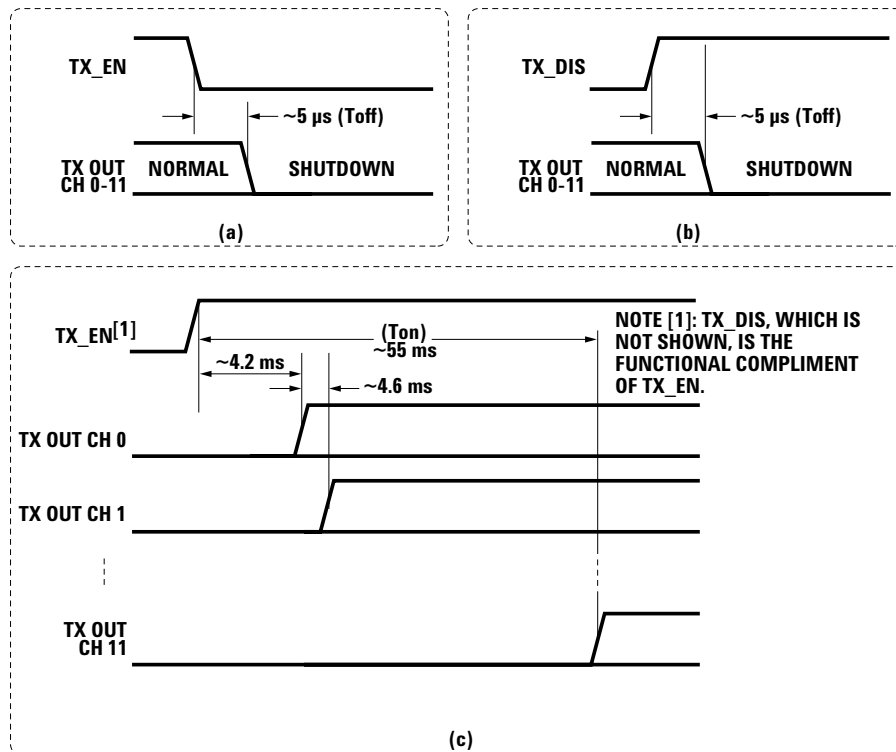 TX_EN
~5 µs (Toff)
TX OUT
CH 0-11
NORMAL
SHUTDOWN
(a)
TX_DIS
~5 µs (Toff)
TX OUT
CH 0-11
NORMAL
SHUTDOWN
(b)
TX_EN[1]
(Ton)
~55 ms
~4.2 ms
~4.6 ms
NOTE [1]: TX_DIS, WHICH IS
NOT SHOWN, IS THE
FUNCTIONAL COMPLIMENT
OF TX_EN.
TX OUT CH 0
TX OUT CH 1
TX OUT
CH 11
(c)